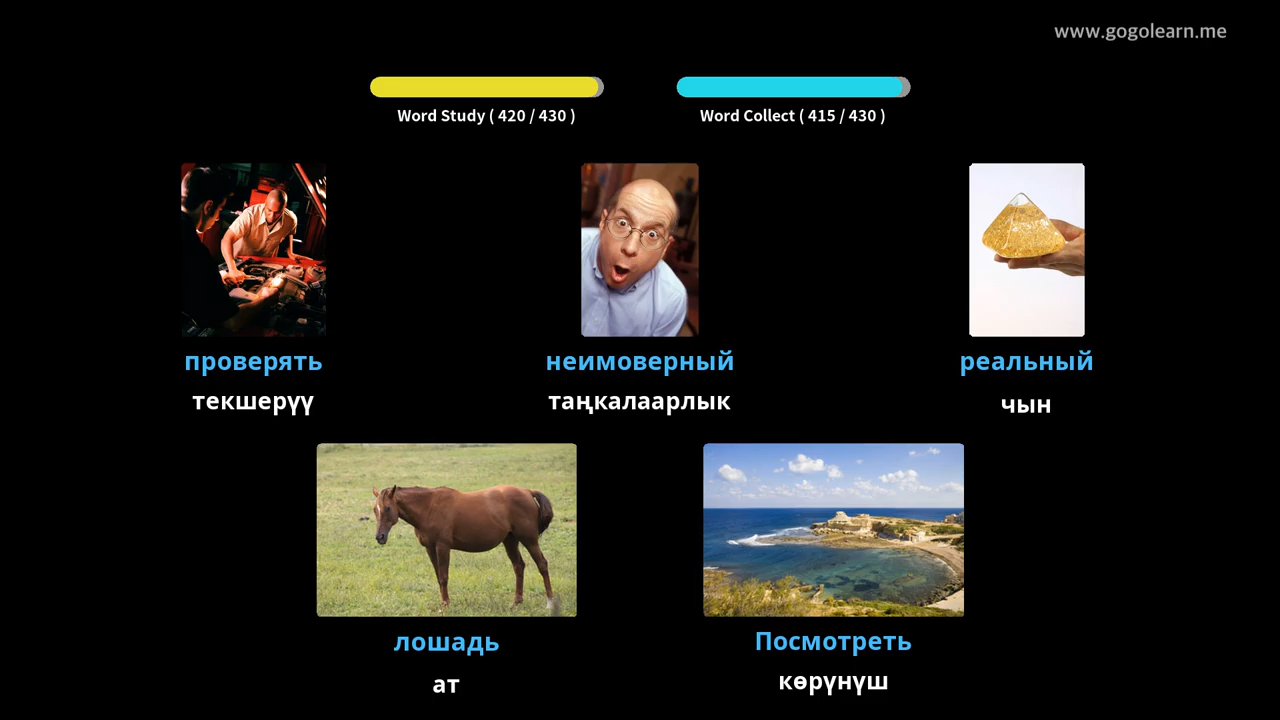 www.gogolearn.me
Word Study ( 420 / 430 )
Word Collect ( 415 / 430 )
проверять
текшерүү
неимоверный
таңкалаарлык
реальный
чын
лошадь
ат
Посмотреть
көрүнүш